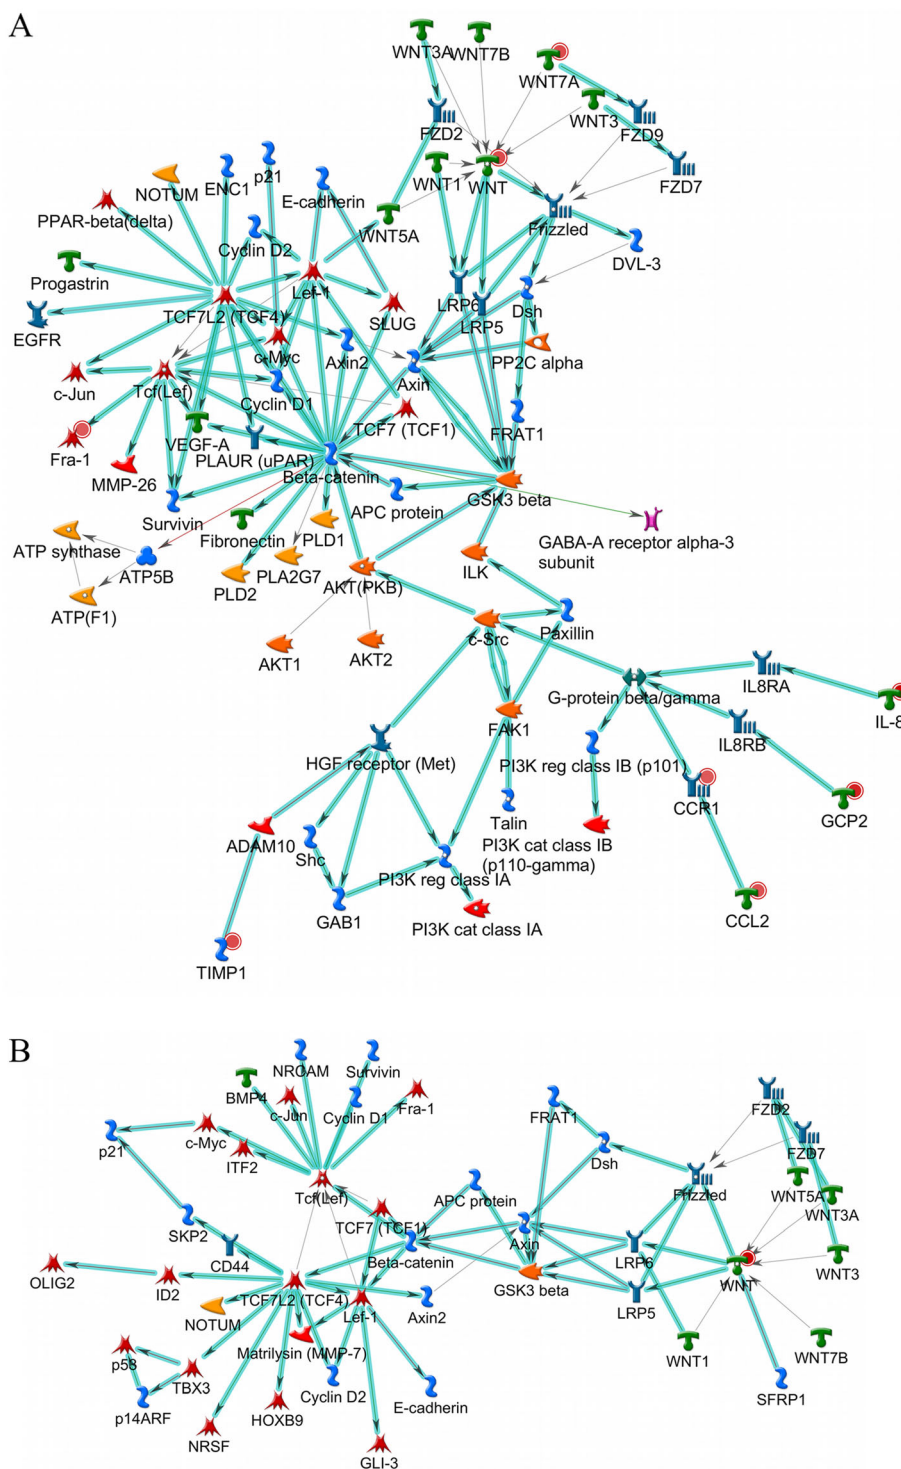 A
WNT3A
WNT7B
WNT7A
WNT3
FZD2
FZD9
FZD7
NOTUM
ENC1
p21
E-cadherin
WNT1
WNT
PPAR-beta(delta)
Cyclin D2
WNT5A
Frizzled
DVL-3
Progastrin
Lef-1
LRP6
LRP5
Dsh
EGFR
TCF7L2 (TCF4)
SLUG
c-Myc
Axin2
Axin
PP2C alpha
c-Jun
Tcf(Lef)
Cyclin D1
TCF7 (TCF1)
FRAT1
Fra-1
VEGF-A
PLAUR (uPAR)
MMP-26
Beta-catenin
APC protein
GSK3 beta
Survivin
Fibronectin
PLD1
GABA-A receptor alpha-3
subunit
ATP synthase
ATP5B
PLD2
PLA2G7
AKT(PKB)
ILK
ATP(F1)
AKT1
AKT2
c-Src
Paxillin
G-protein beta/gamma
IL8RA
IL-8
FAK1
IL8RB
HGF receptor (Met)
PI3K reg class IB (p101)
Talin
CCR1
GCP2
ADAM10
Shc
PI3K reg class IA
PI3K cat class IB
(p110-gamma)
GAB1
PI3K cat class IA
CCL2
TIMP1
B
NRCAM
Survivin
BMP4
c-Jun
Cyclin D1
Fra-1
FRAT1
FZD2
p21
c-Myc
ITF2
Dsh
FZD7
Tcf(Lef)
APC protein
Frizzled
WNT5A
WNT3A
SKP2
TCF7 (TCF1)
Axin
CD44
Beta-catenin
LRP6
WNT
WNT3
OLIG2
ID2
TCF7L2 (TCF4)
GSK3 beta
NOTUM
Lef-1
Axin2
LRP5
Matrilysin (MMP-7)
WNT1
WNT7B
p58
TBX3
Cyclin D2
E-cadherin
SFRP1
p14ARF
HOXB9
NRSF
GLI-3